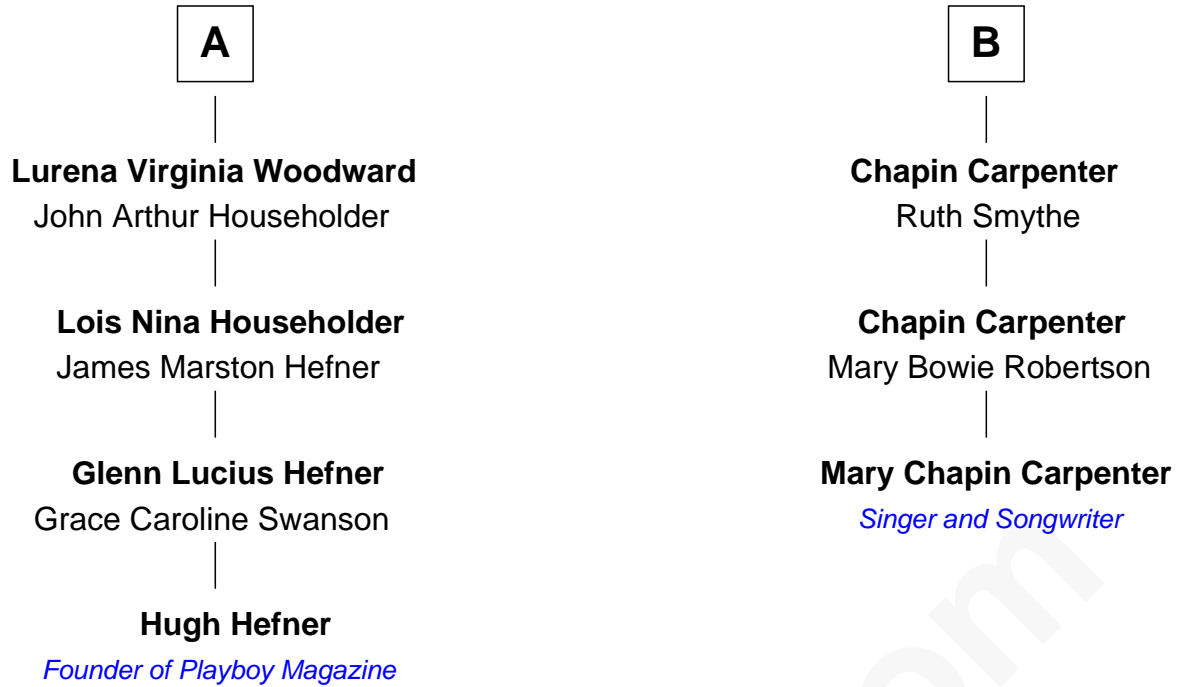 A
Lurena Virginia Woodward
John Arthur Householder
Lois Nina Householder
James Marston Hefner
Glenn Lucius Hefner
Grace Caroline Swanson
Hugh Hefner
Founder of Playboy Magazine
B
Chapin Carpenter
Ruth Smythe
Chapin Carpenter
Mary Bowie Robertson
Mary Chapin Carpenter
Singer and Songwriter
om